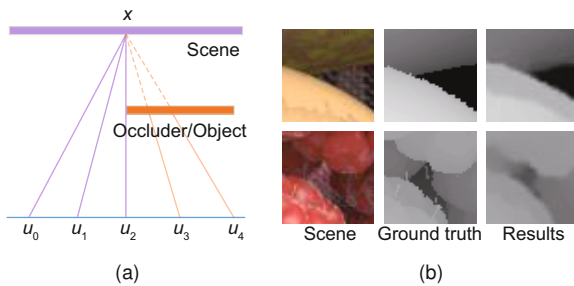 x
Scene
Occluder/Object
u0 u1 u2 u3 u4
(a)
Scene Ground truth Results
(b)